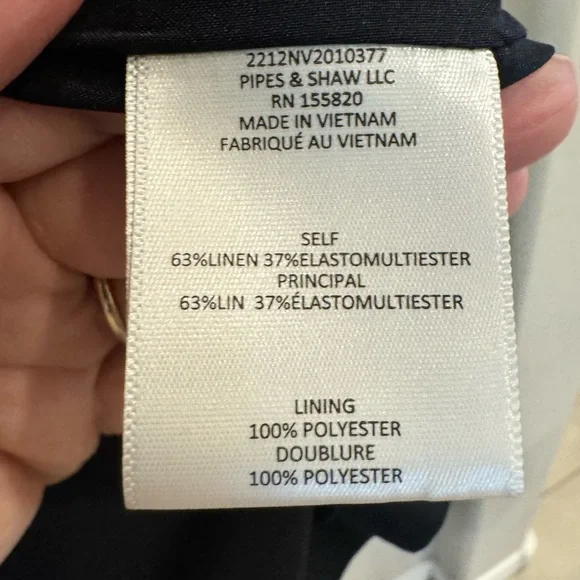 2212NV2010377
PIPES & SHAW LLC
RN 155820
MADE IN VIETNAM
FABRIQUÉ AU VIETNAM
SELF
63%LINEN 37%ELASTOMULTIESTER
PRINCIPAL
63%LIN 37%ÉLASTOMULTIESTER
LINING
100% POLYESTER
DOUBLURE
100% POLYESTER